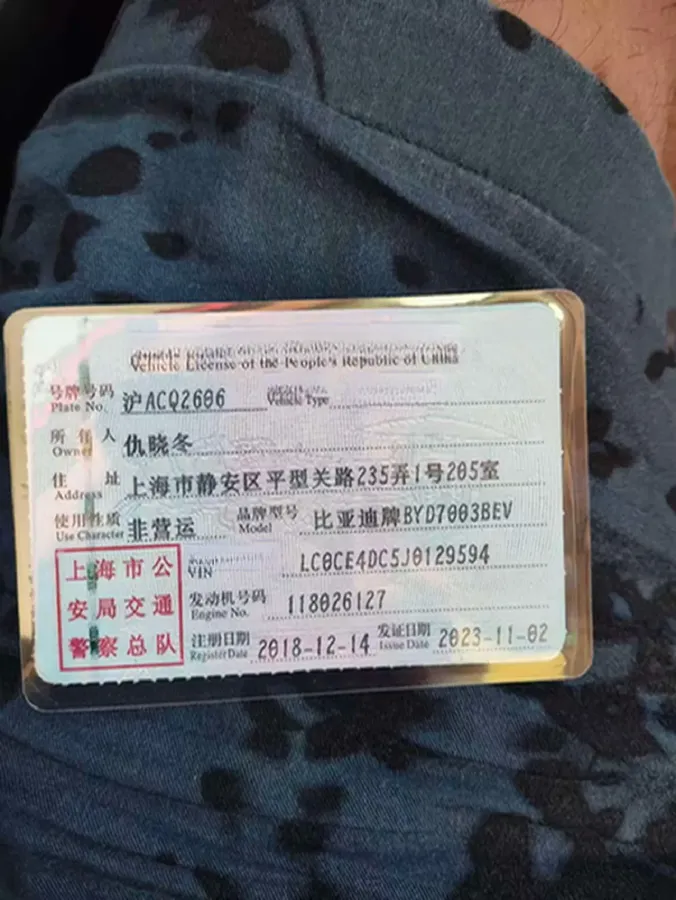 Vehicle License of the People's Republic of China
号牌号码 沪ACQ2606
Plate No. Vehicle Type
所有人 仇晓冬
Owner
住址 上海市静安区平型关路235弄1号205室
Address
使用性质 非营运 品牌型号 比亚迪牌BYD7003BEV
Use Character Model
上海市公 LC0CE4DC5J0129594
VIN
安局交通 发动机号码 118026127
Engine No.
警察总队 注册日期 2018-12-14 发证日期 2023-11-02
Register Date Issue Date